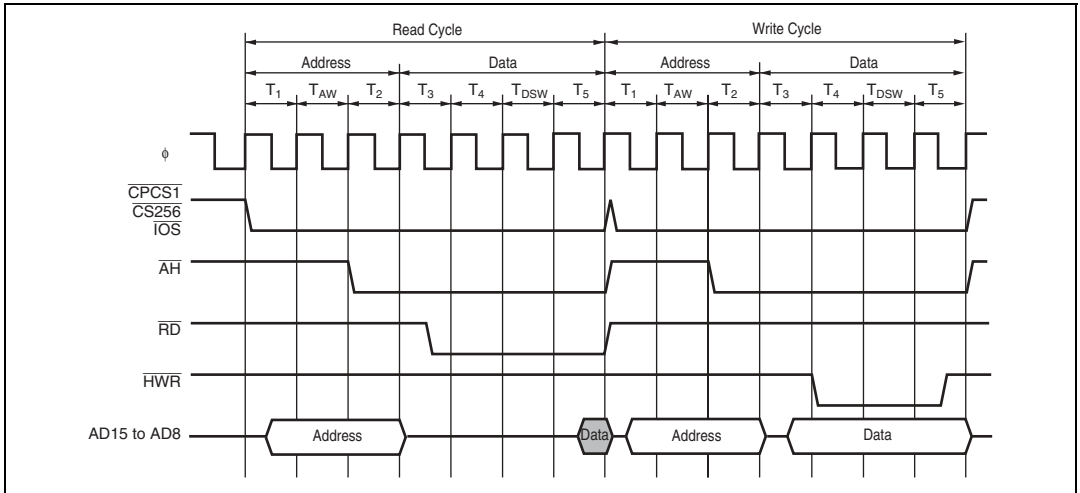 Read Cycle Write Cycle
Address Data Address Data
T1 TAW T2 T3 T4 TDSW T5 T1 TAW T2 T3 T4 TDSW T5
ϕ
CPCS1
CS256
IOS
AH
RD
HWR
AD15 to AD8 Address Data Address Data